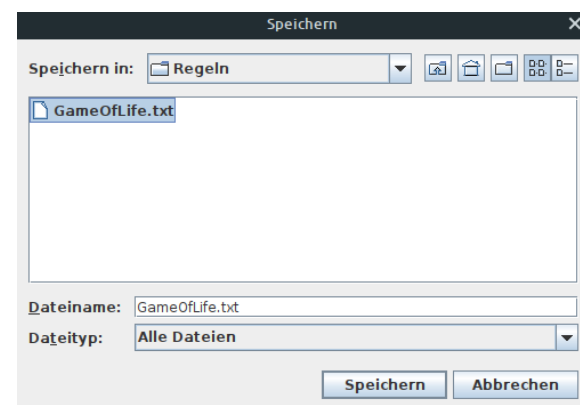 Speichern
Speichern in: Regeln
GameOfLife.txt
Dateiname: GameOfLife.txt
Dateityp: Alle Dateien
Speichern Abbrechen